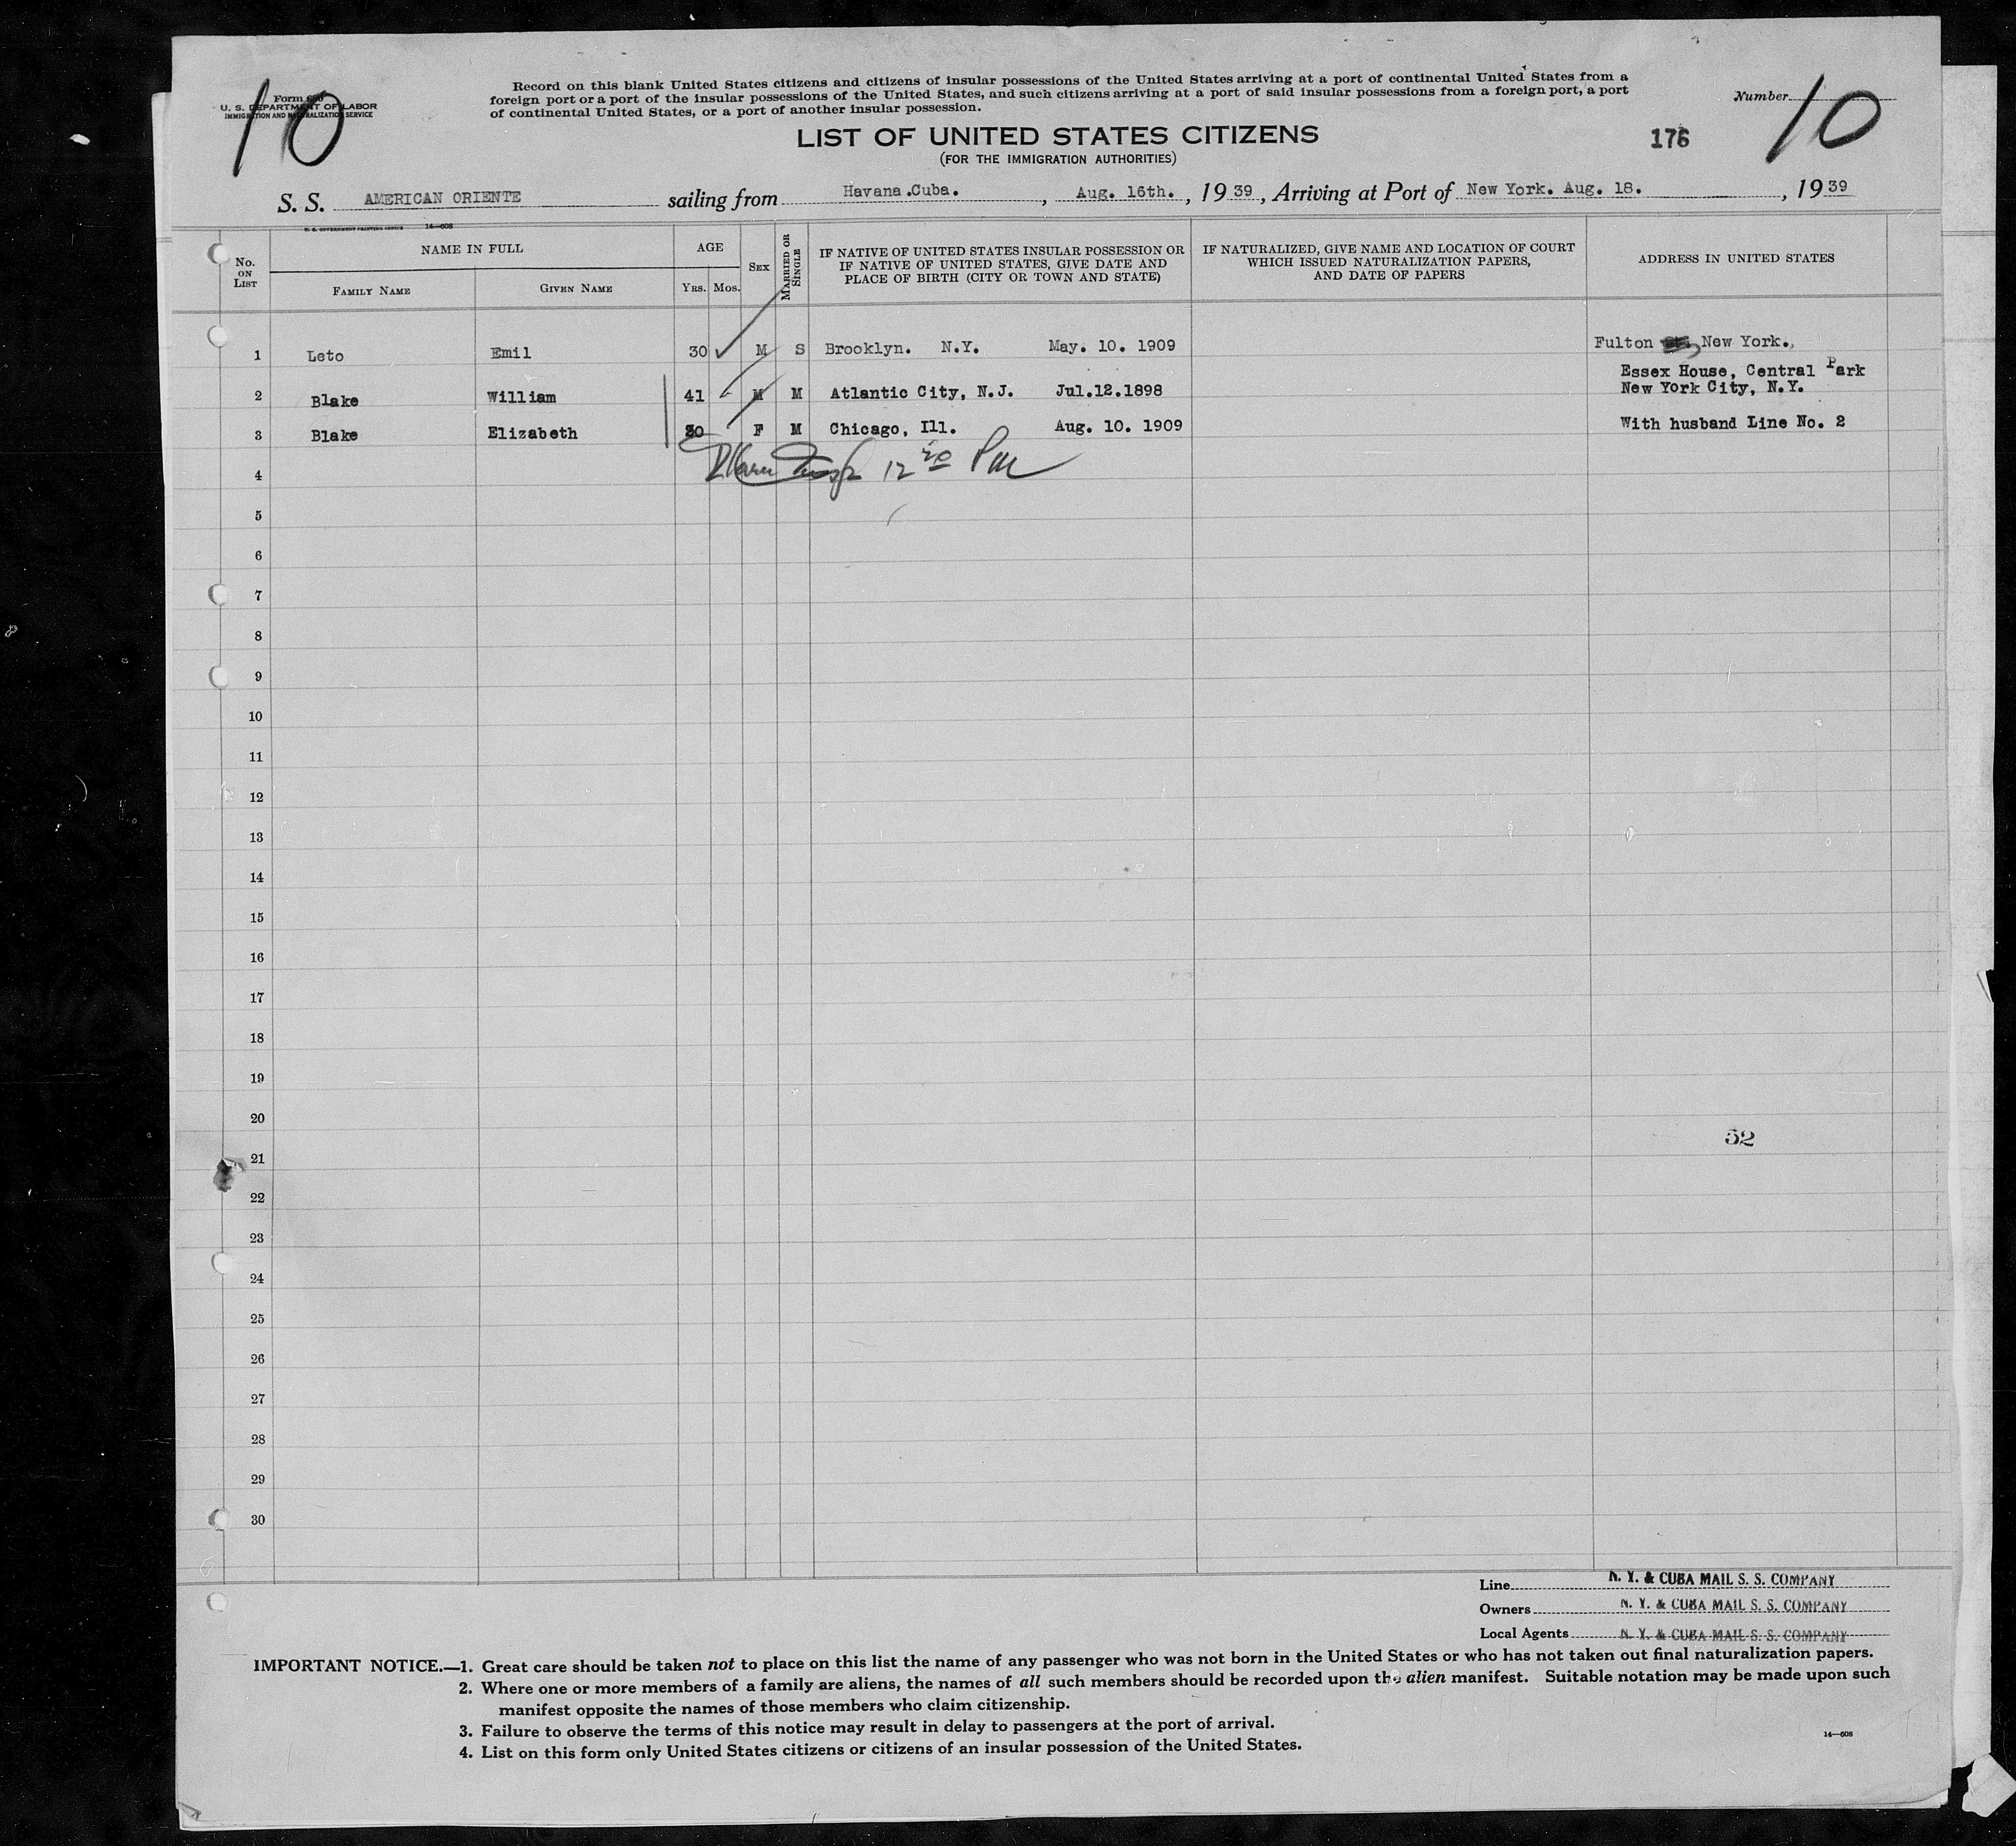 10
Form 630
U. S. DEPARTMENT OF LABOR
IMMIGRATION AND NATURALIZATION SERVICE
Record on this blank United States citizens and citizens of insular possessions of the United States arriving at a port of continental United States from a
foreign port or a port of the insular possessions of the United States, and such citizens arriving at a port of said insular possessions from a foreign port, a port
of continental United States, or a port of another insular possession.
Number 10
LIST OF UNITED STATES CITIZENS
(FOR THE IMMIGRATION AUTHORITIES)
176
S. S. AMERICAN ORIENTE sailing from Havana.Cuba. , Aug. 16th. , 19 39 , Arriving at Port of New York. Aug. 18. , 19 39
U. S. GOVERNMENT PRINTING OFFICE 14—608
No. ON LIST
NAME IN FULL
FAMILY NAME
GIVEN NAME
AGE
YRS. MOS.
SEX
MARRIED OR SINGLE
IF NATIVE OF UNITED STATES INSULAR POSSESSION OR
IF NATIVE OF UNITED STATES, GIVE DATE AND
PLACE OF BIRTH (CITY OR TOWN AND STATE)
IF NATURALIZED, GIVE NAME AND LOCATION OF COURT
WHICH ISSUED NATURALIZATION PAPERS,
AND DATE OF PAPERS
ADDRESS IN UNITED STATES
1 Leto Emil 30 M S Brooklyn. N.Y. May. 10. 1909 Fulton New York.
2 Blake William 41 M M Atlantic City, N.J. Jul.12.1898 Essex House, Central Park
New York City, N.Y.
3 Blake Elizabeth 30 F M Chicago, Ill. Aug. 10. 1909 With husband Line No. 2
4
12 Pm
5
6
7
8
9
10
11
12
13
14
15
16
17
18
19
20
52
21
22
23
24
25
26
27
28
29
30
Line N. Y. & CUBA MAIL S. S. COMPANY
Owners N. Y. & CUBA MAIL S. S. COMPANY
Local Agents N. Y. & CUBA MAIL S. S. COMPANY
IMPORTANT NOTICE.—1. Great care should be taken not to place on this list the name of any passenger who was not born in the United States or who has not taken out final naturalization papers.
2. Where one or more members of a family are aliens, the names of all such members should be recorded upon the alien manifest. Suitable notation may be made upon such
manifest opposite the names of those members who claim citizenship.
3. Failure to observe the terms of this notice may result in delay to passengers at the port of arrival.
4. List on this form only United States citizens or citizens of an insular possession of the United States.
14—608